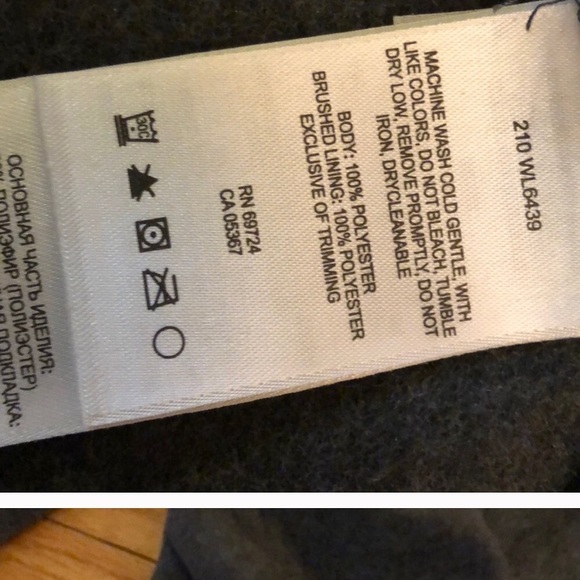 210 WL6439
MACHINE WASH COLD GENTLE, WITH
LIKE COLORS, DO NOT BLEACH, TUMBLE
DRY LOW, REMOVE PROMPTLY, DO NOT
IRON, DRYCLEANABLE
BODY: 100% POLYESTER
BRUSHED LINING: 100% POLYESTER
EXCLUSIVE OF TRIMMING
RN 69724
CA 05367
30C
ОСНОВНАЯ ЧАСТЬ ИЗДЕЛИЯ:
ПОЛИЭФИР (ПОЛИЭСТЕР)
ПОДКЛАДКА: